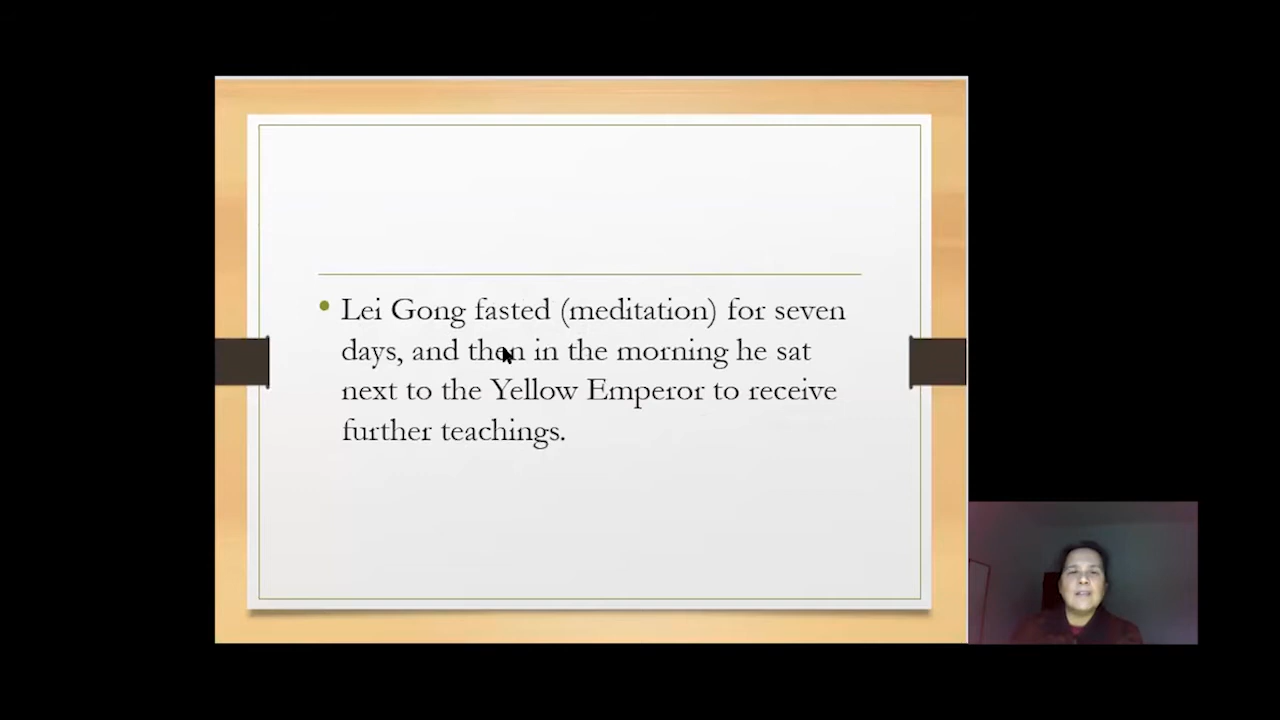 Lei Gong fasted (meditation) for seven
days, and then in the morning he sat
next to the Yellow Emperor to receive
further teachings.